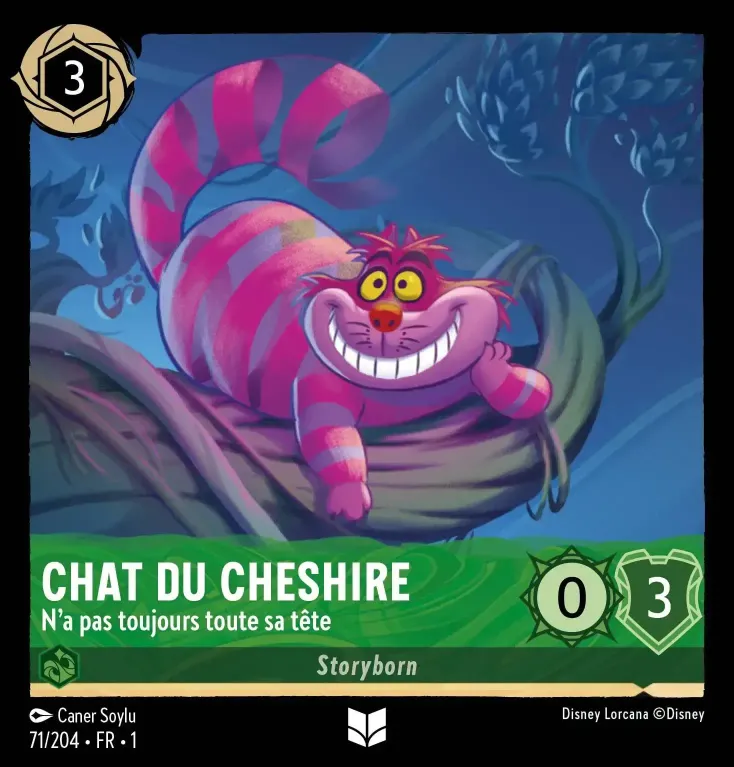 3
CHAT DU CHESHIRE
N'a pas toujours toute sa tête
0
3
Storyborn
Caner Soylu
Disney Lorcana ©Disney
71/204 • FR • 1